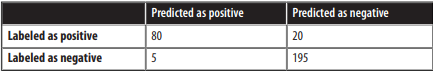 Predicted as positive Predicted as negative
Labeled as positive 80 20
Labeled as negative 5 195